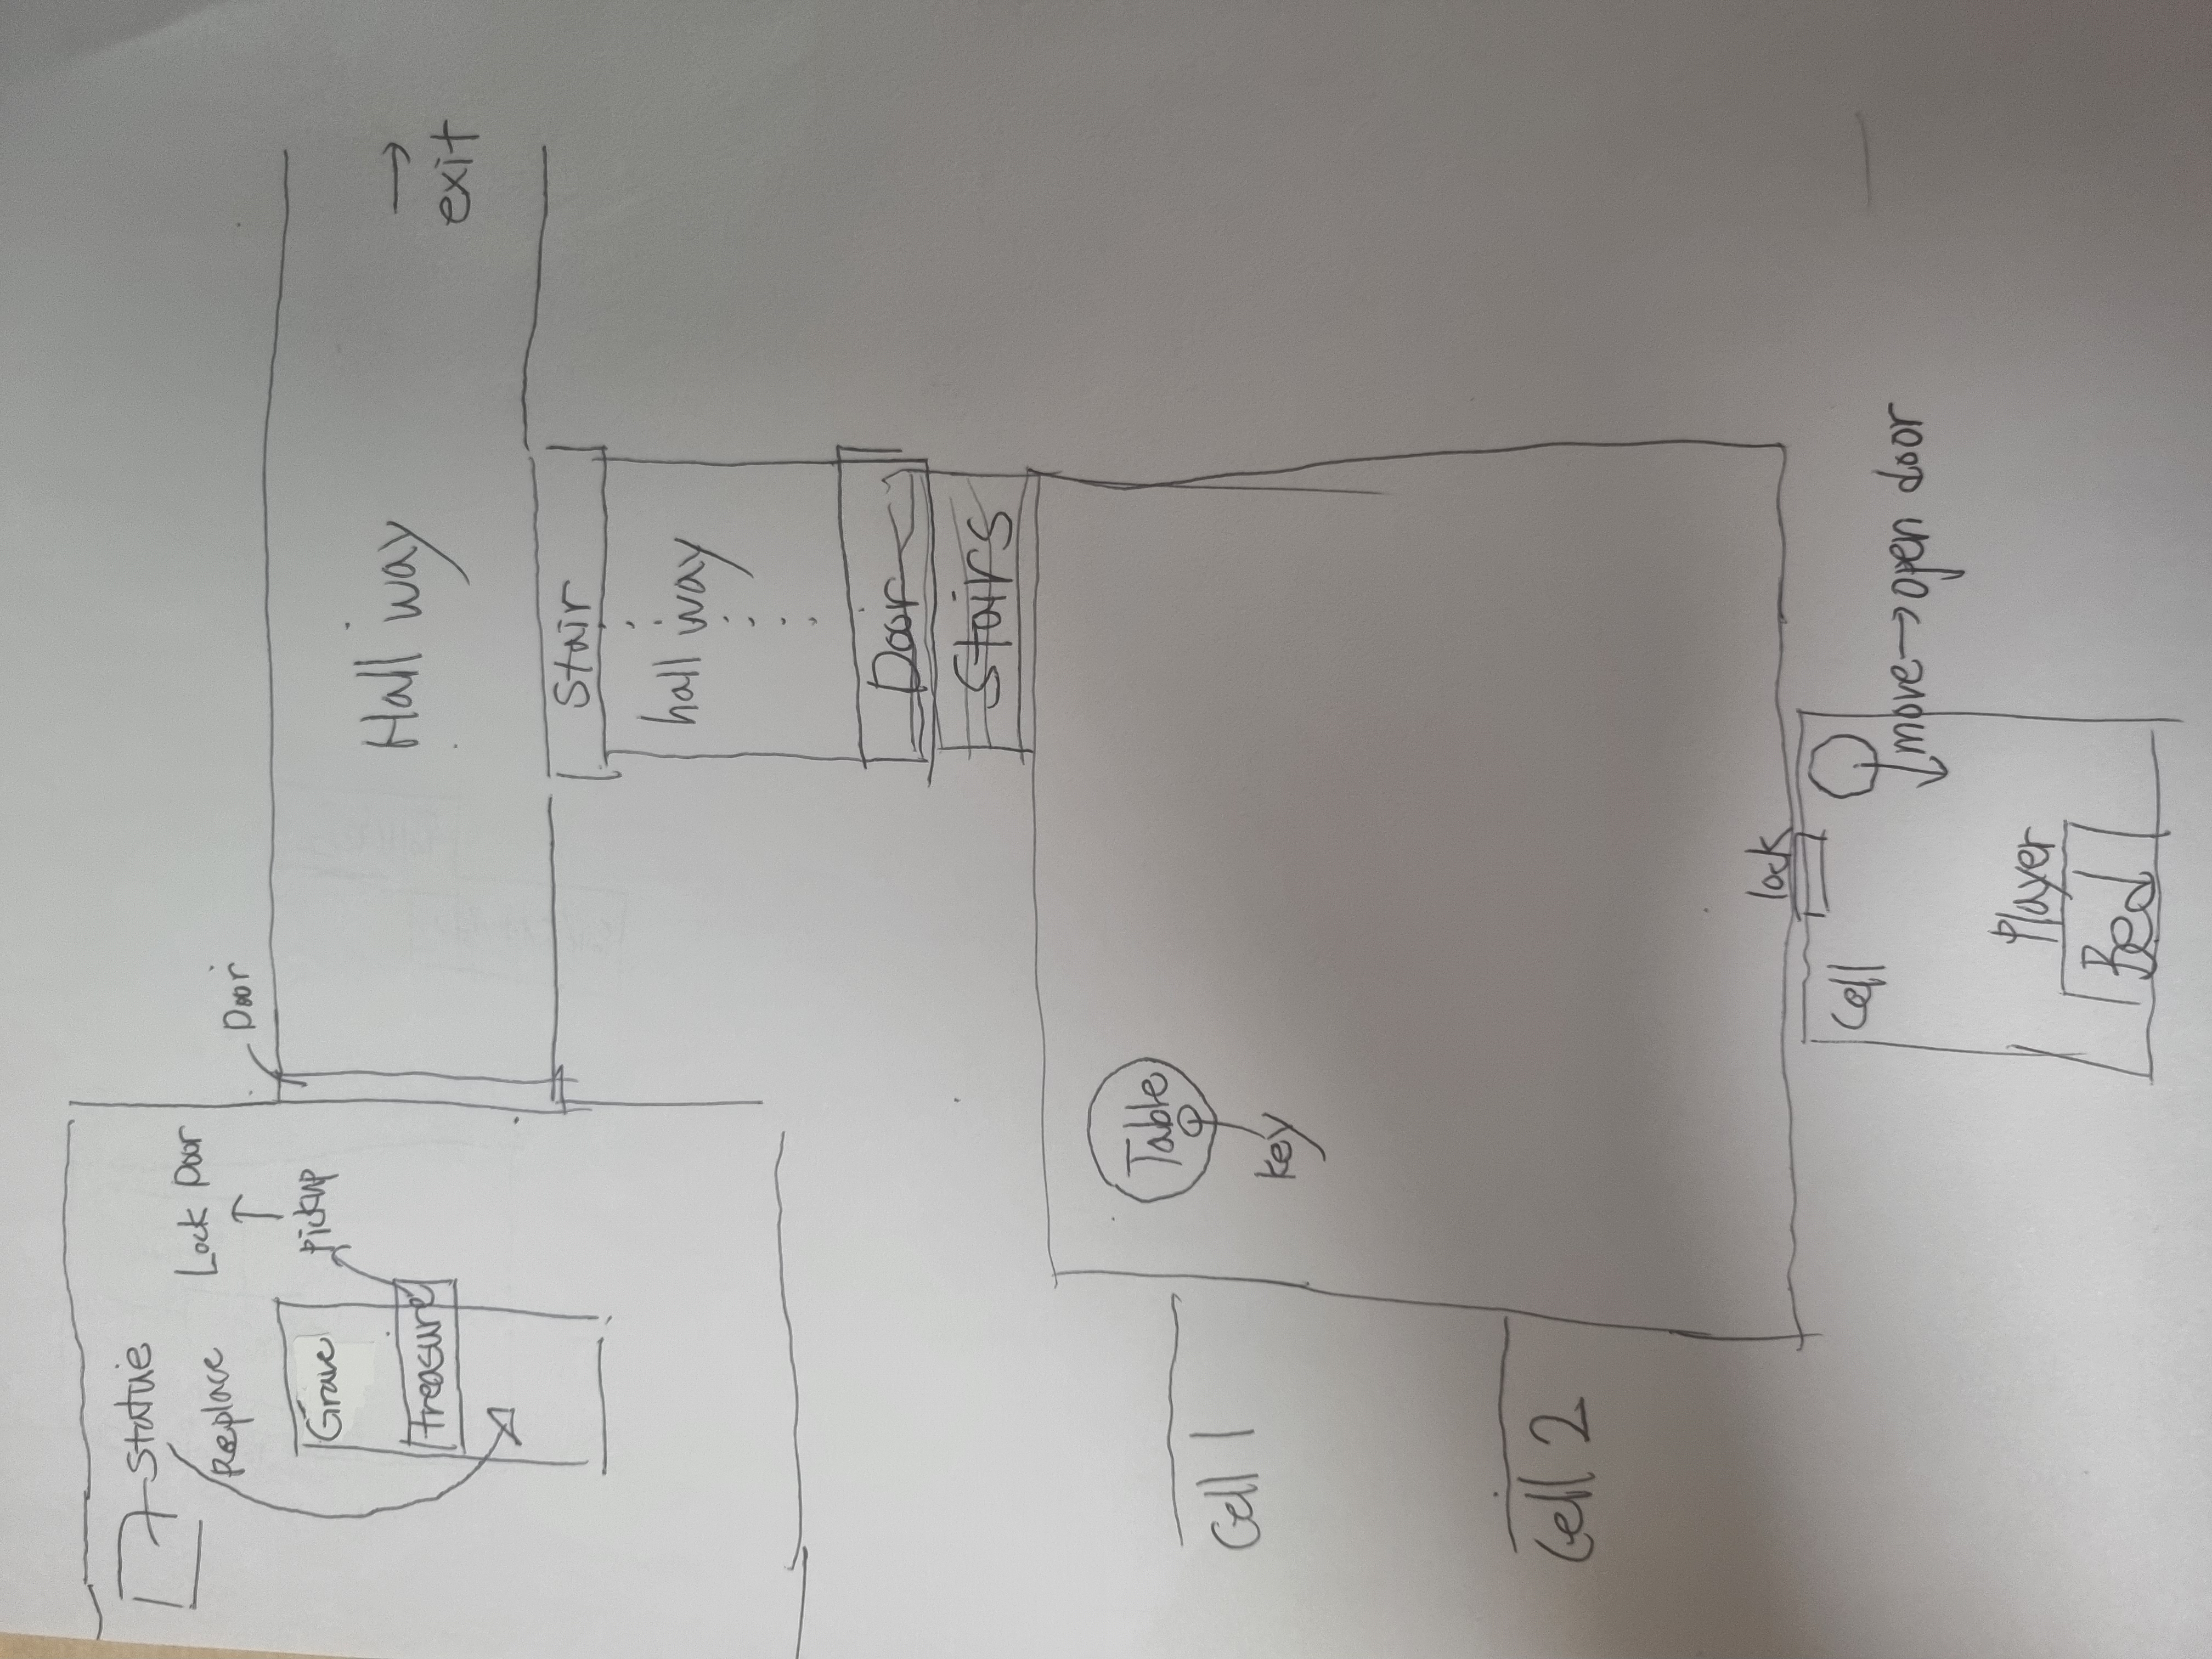 Statue
Replace
Lock Door
pickup
Grave
treasure
Door
Hall way
exit
Stair
hall way
Door
Stairs
Table
key
Cell 1
Cell 2
lock
Cell
move → open door
Player
Bed